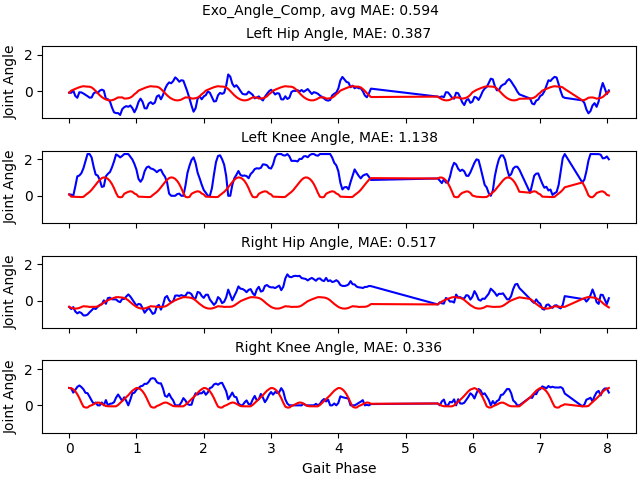 Exo_Angle_Comp, avg MAE: 0.594
Left Hip Angle, MAE: 0.387
Joint Angle
2
0
Left Knee Angle, MAE: 1.138
Joint Angle
2
0
Right Hip Angle, MAE: 0.517
Joint Angle
2
0
Right Knee Angle, MAE: 0.336
Joint Angle
2
0
0 1 2 3 4 5 6 7 8
Gait Phase